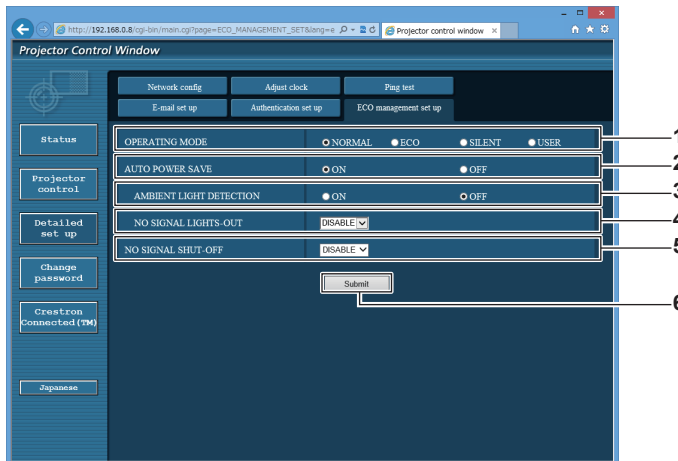 http://192.168.0.8/cgi-bin/main.cgi?page=ECO_MANAGEMENT_SET&lang=e
Projector control window
Projector Control Window
Network config
Adjust clock
Ping test
E-mail set up
Authentication set up
ECO management set up
Status
Projector
control
Detailed
set up
Change
password
Crestron
Connected(TM)
Japanese
OPERATING MODE NORMAL ECO SILENT USER 1
AUTO POWER SAVE ON OFF 2
AMBIENT LIGHT DETECTION ON OFF 3
NO SIGNAL LIGHTS-OUT DISABLE 4
NO SIGNAL SHUT-OFF DISABLE 5
Submit 6